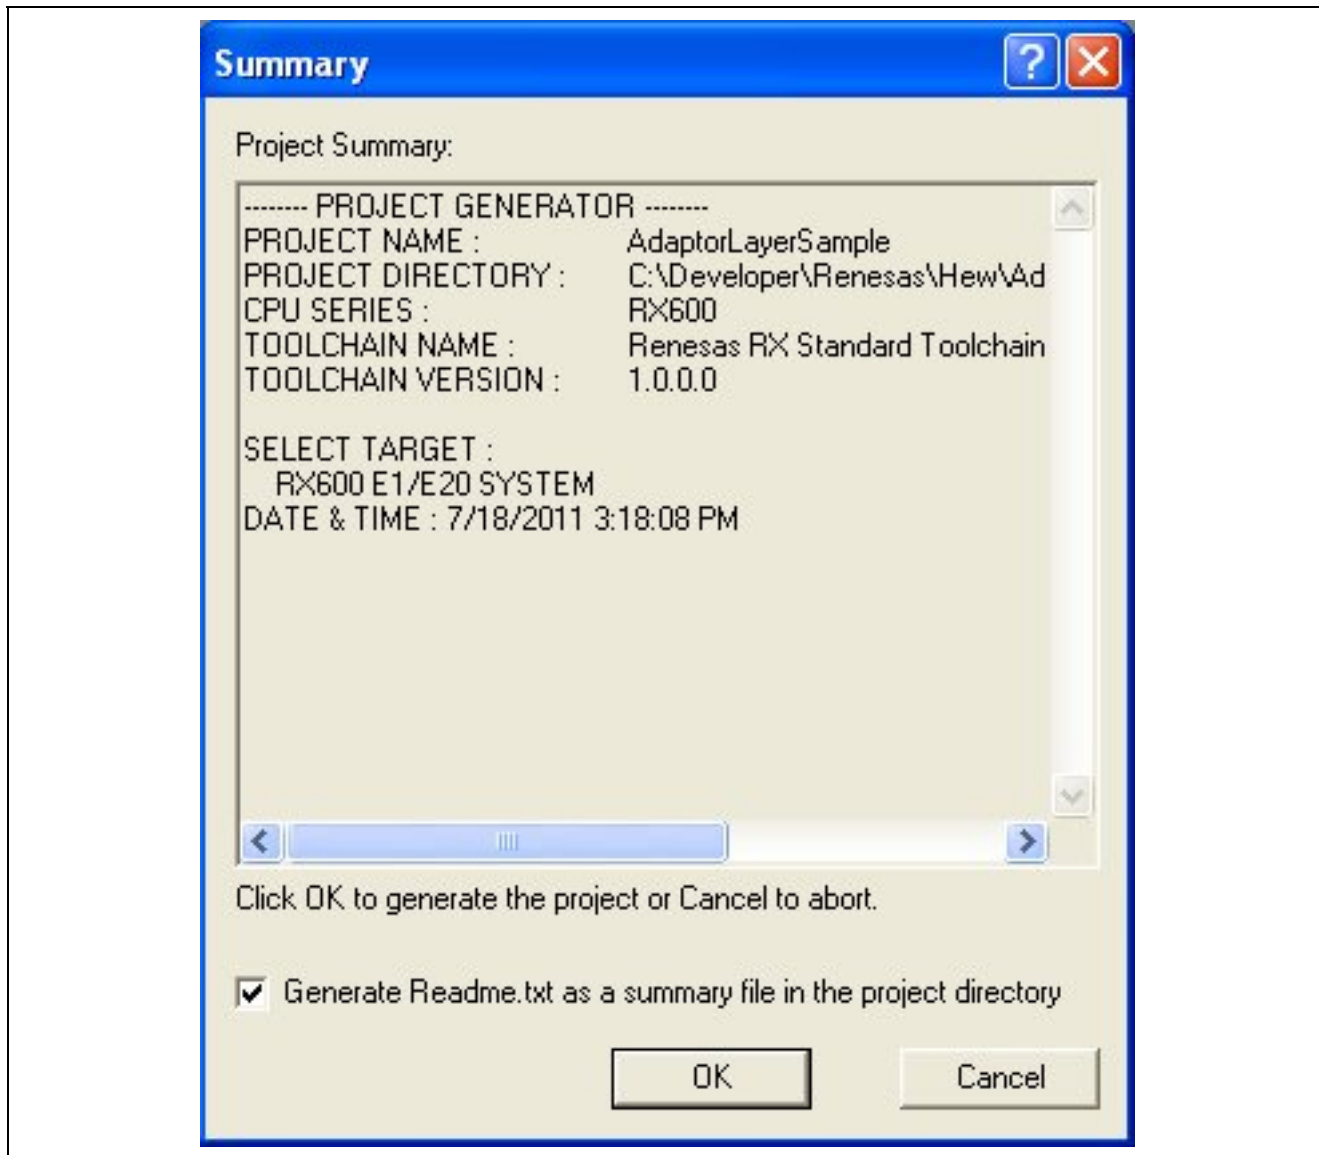 Summary
Project Summary:
-------- PROJECT GENERATOR --------
PROJECT NAME : AdaptorLayerSample
PROJECT DIRECTORY : C:\Developer\Renesas\Hew\Ad
CPU SERIES : RX600
TOOLCHAIN NAME : Renesas RX Standard Toolchain
TOOLCHAIN VERSION : 1.0.0.0
SELECT TARGET :
RX600 E1/E20 SYSTEM
DATE & TIME : 7/18/2011 3:18:08 PM
Click OK to generate the project or Cancel to abort.
Generate Readme.txt as a summary file in the project directory
OK Cancel